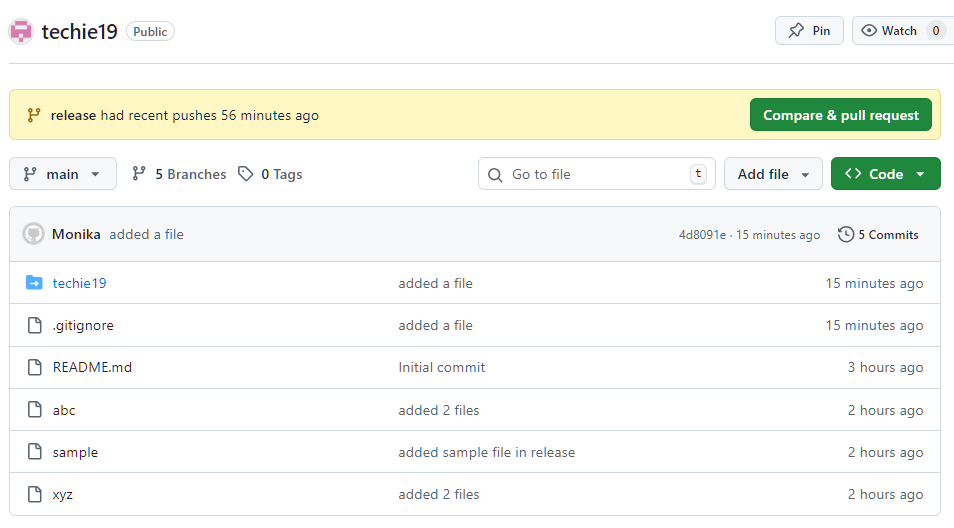 techie19 Public Pin Watch 0
release had recent pushes 56 minutes ago Compare & pull request
main 5 Branches 0 Tags Go to file t Add file Code
Monika added a file 4d8091e · 15 minutes ago 5 Commits
techie19 added a file 15 minutes ago
.gitignore added a file 15 minutes ago
README.md Initial commit 3 hours ago
abc added 2 files 2 hours ago
sample added sample file in release 2 hours ago
xyz added 2 files 2 hours ago